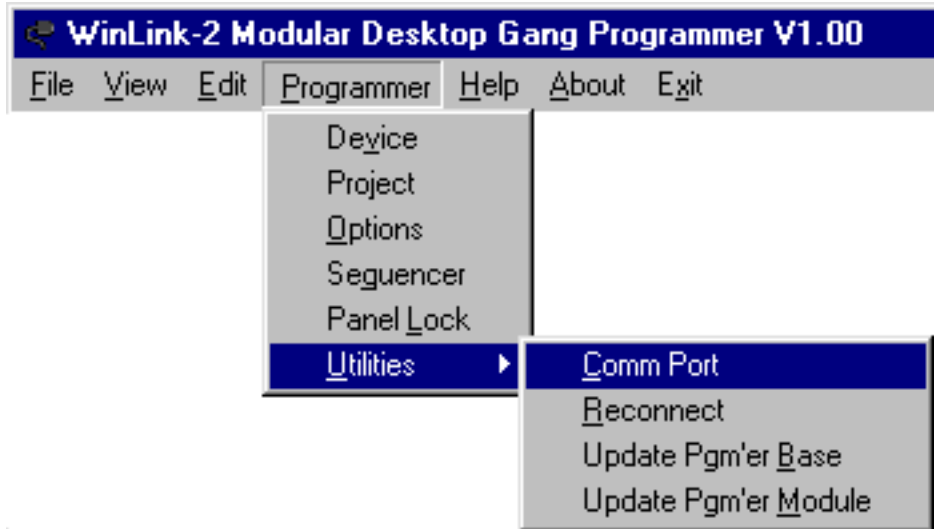 WinLink-2 Modular Desktop Gang Programmer V1.00
File View Edit Programmer Help About Exit
Device
Project
Options
Seguencer
Panel Lock
Utilities
Comm Port
Reconnect
Update Pgm'er Base
Update Pgm'er Module